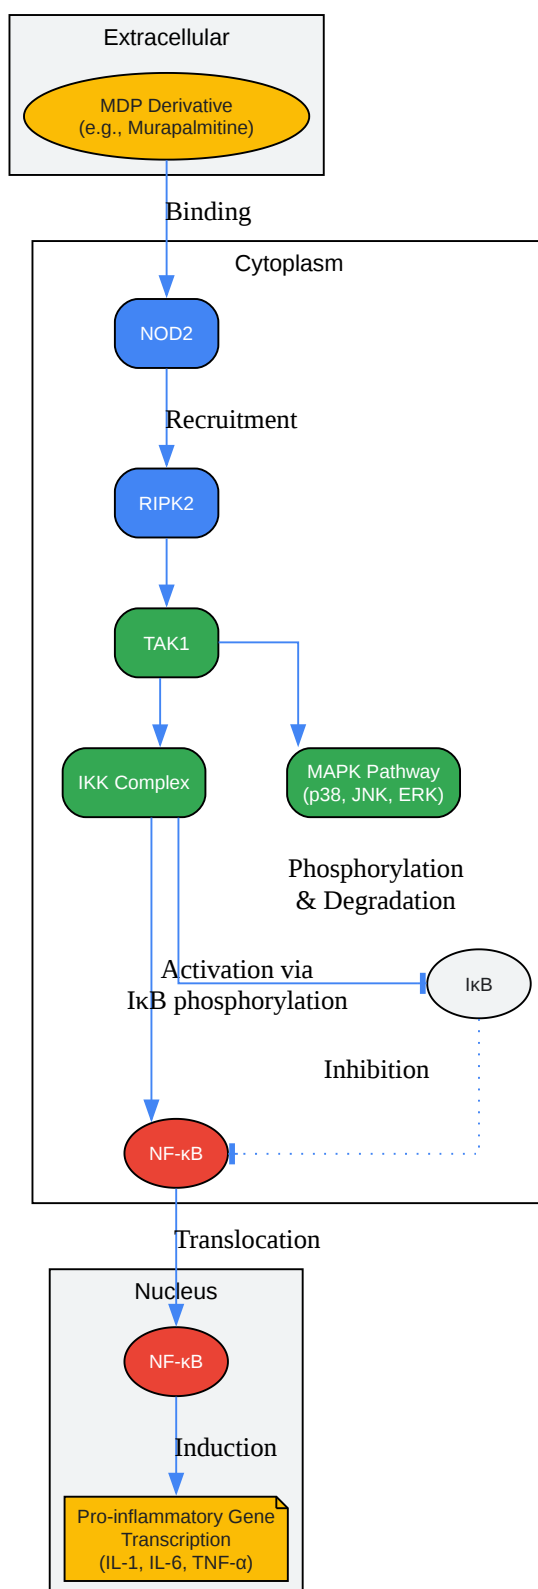 Extracellular
MDP Derivative
(e.g., Murapalmitine)
Binding
Cytoplasm
NOD2
Recruitment
RIPK2
TAK1
IKK Complex
MAPK Pathway
(p38, JNK, ERK)
Phosphorylation
& Degradation
Activation via
IκB phosphorylation
IκB
Inhibition
NF-κB
Translocation
Nucleus
NF-κB
Induction
Pro-inflammatory Gene
Transcription
(IL-1, IL-6, TNF-α)